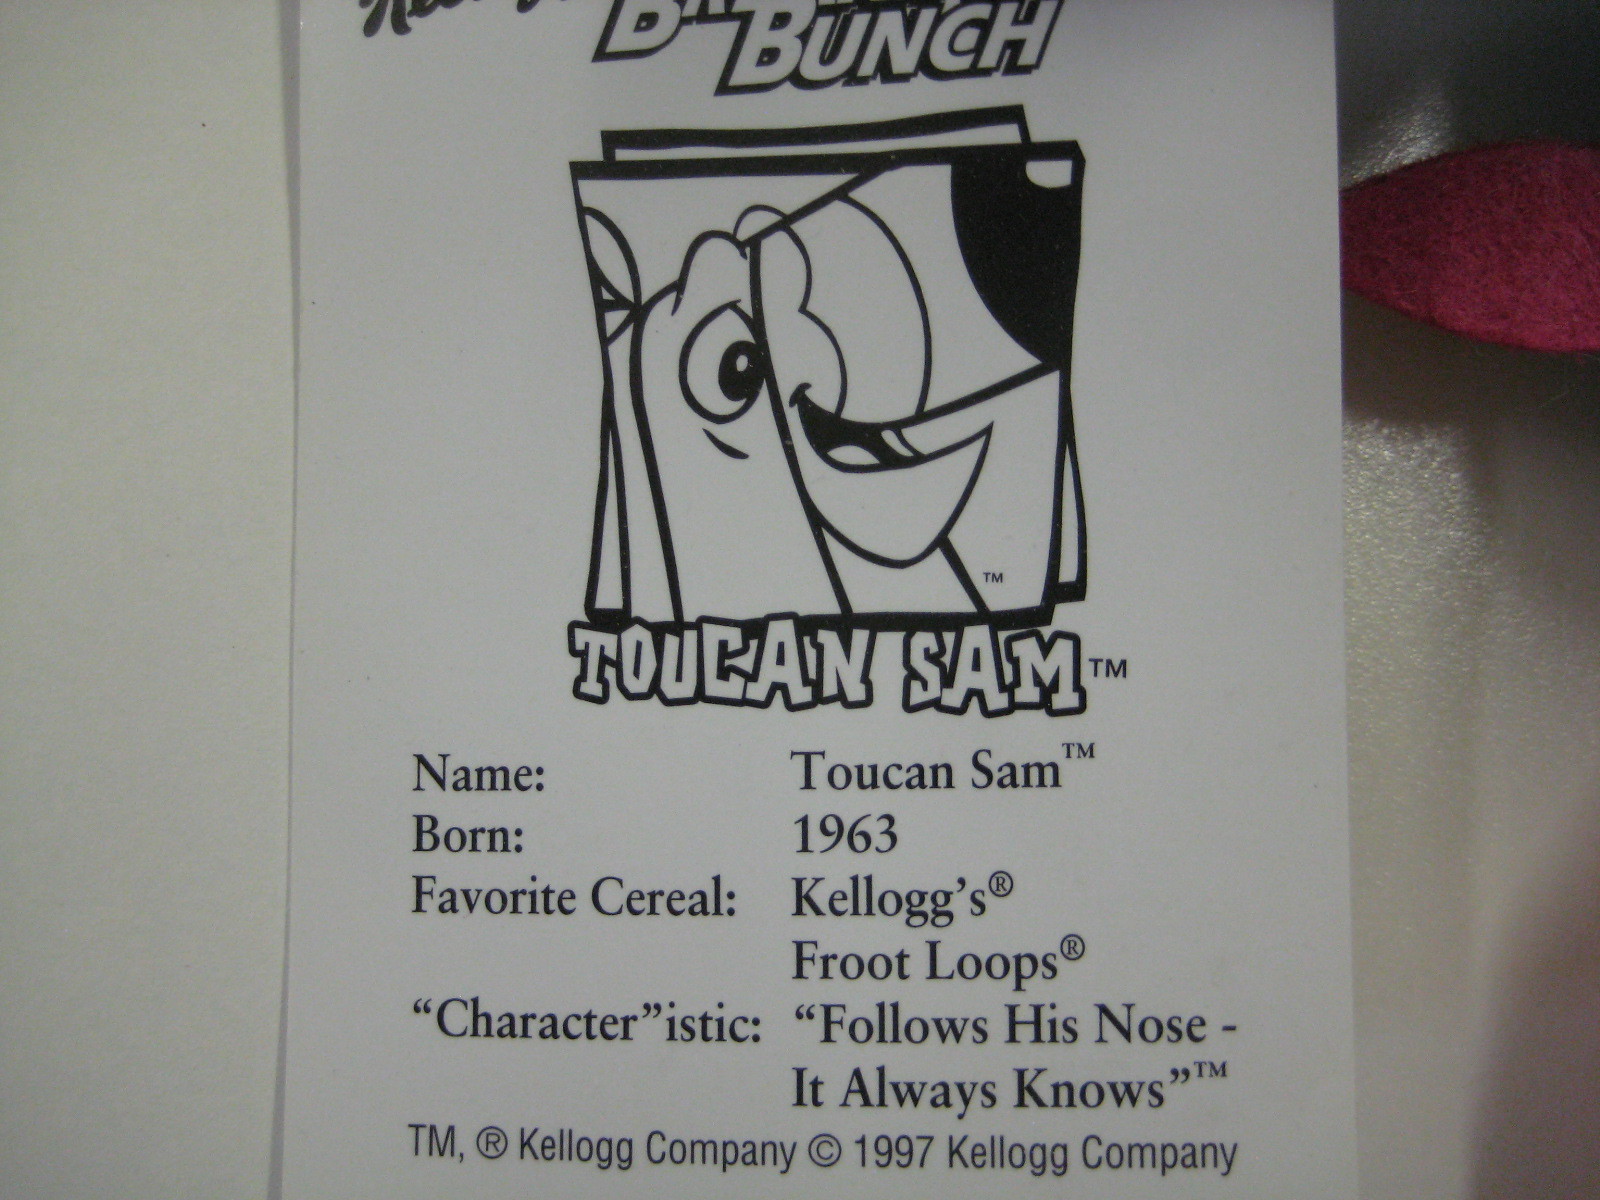 BUNCH
TM
TOUCAN SAM™
Name: Toucan Sam™
Born: 1963
Favorite Cereal: Kellogg's®
Froot Loops®
“Character”istic: “Follows His Nose -
It Always Knows”™
TM, ® Kellogg Company © 1997 Kellogg Company